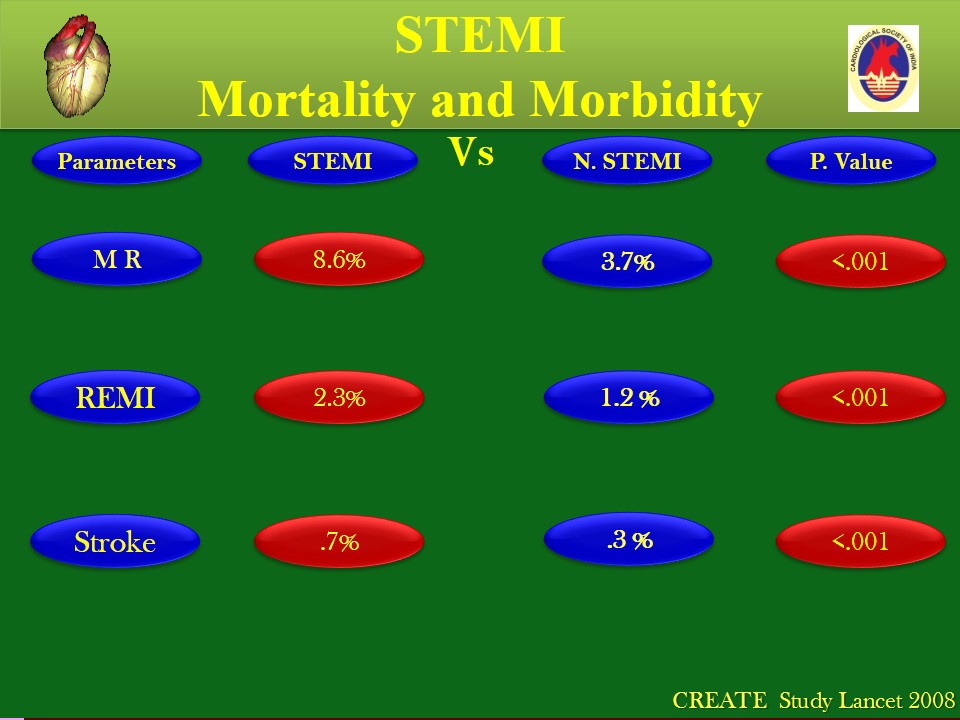 STEMI
Mortality and Morbidity
CARDIOLOGICAL SOCIETY OF INDIA
Parameters STEMI Vs N. STEMI P. Value
M R 8.6% 3.7% <.001
REMI 2.3% 1.2 % <.001
Stroke .7% .3 % <.001
CREATE Study Lancet 2008